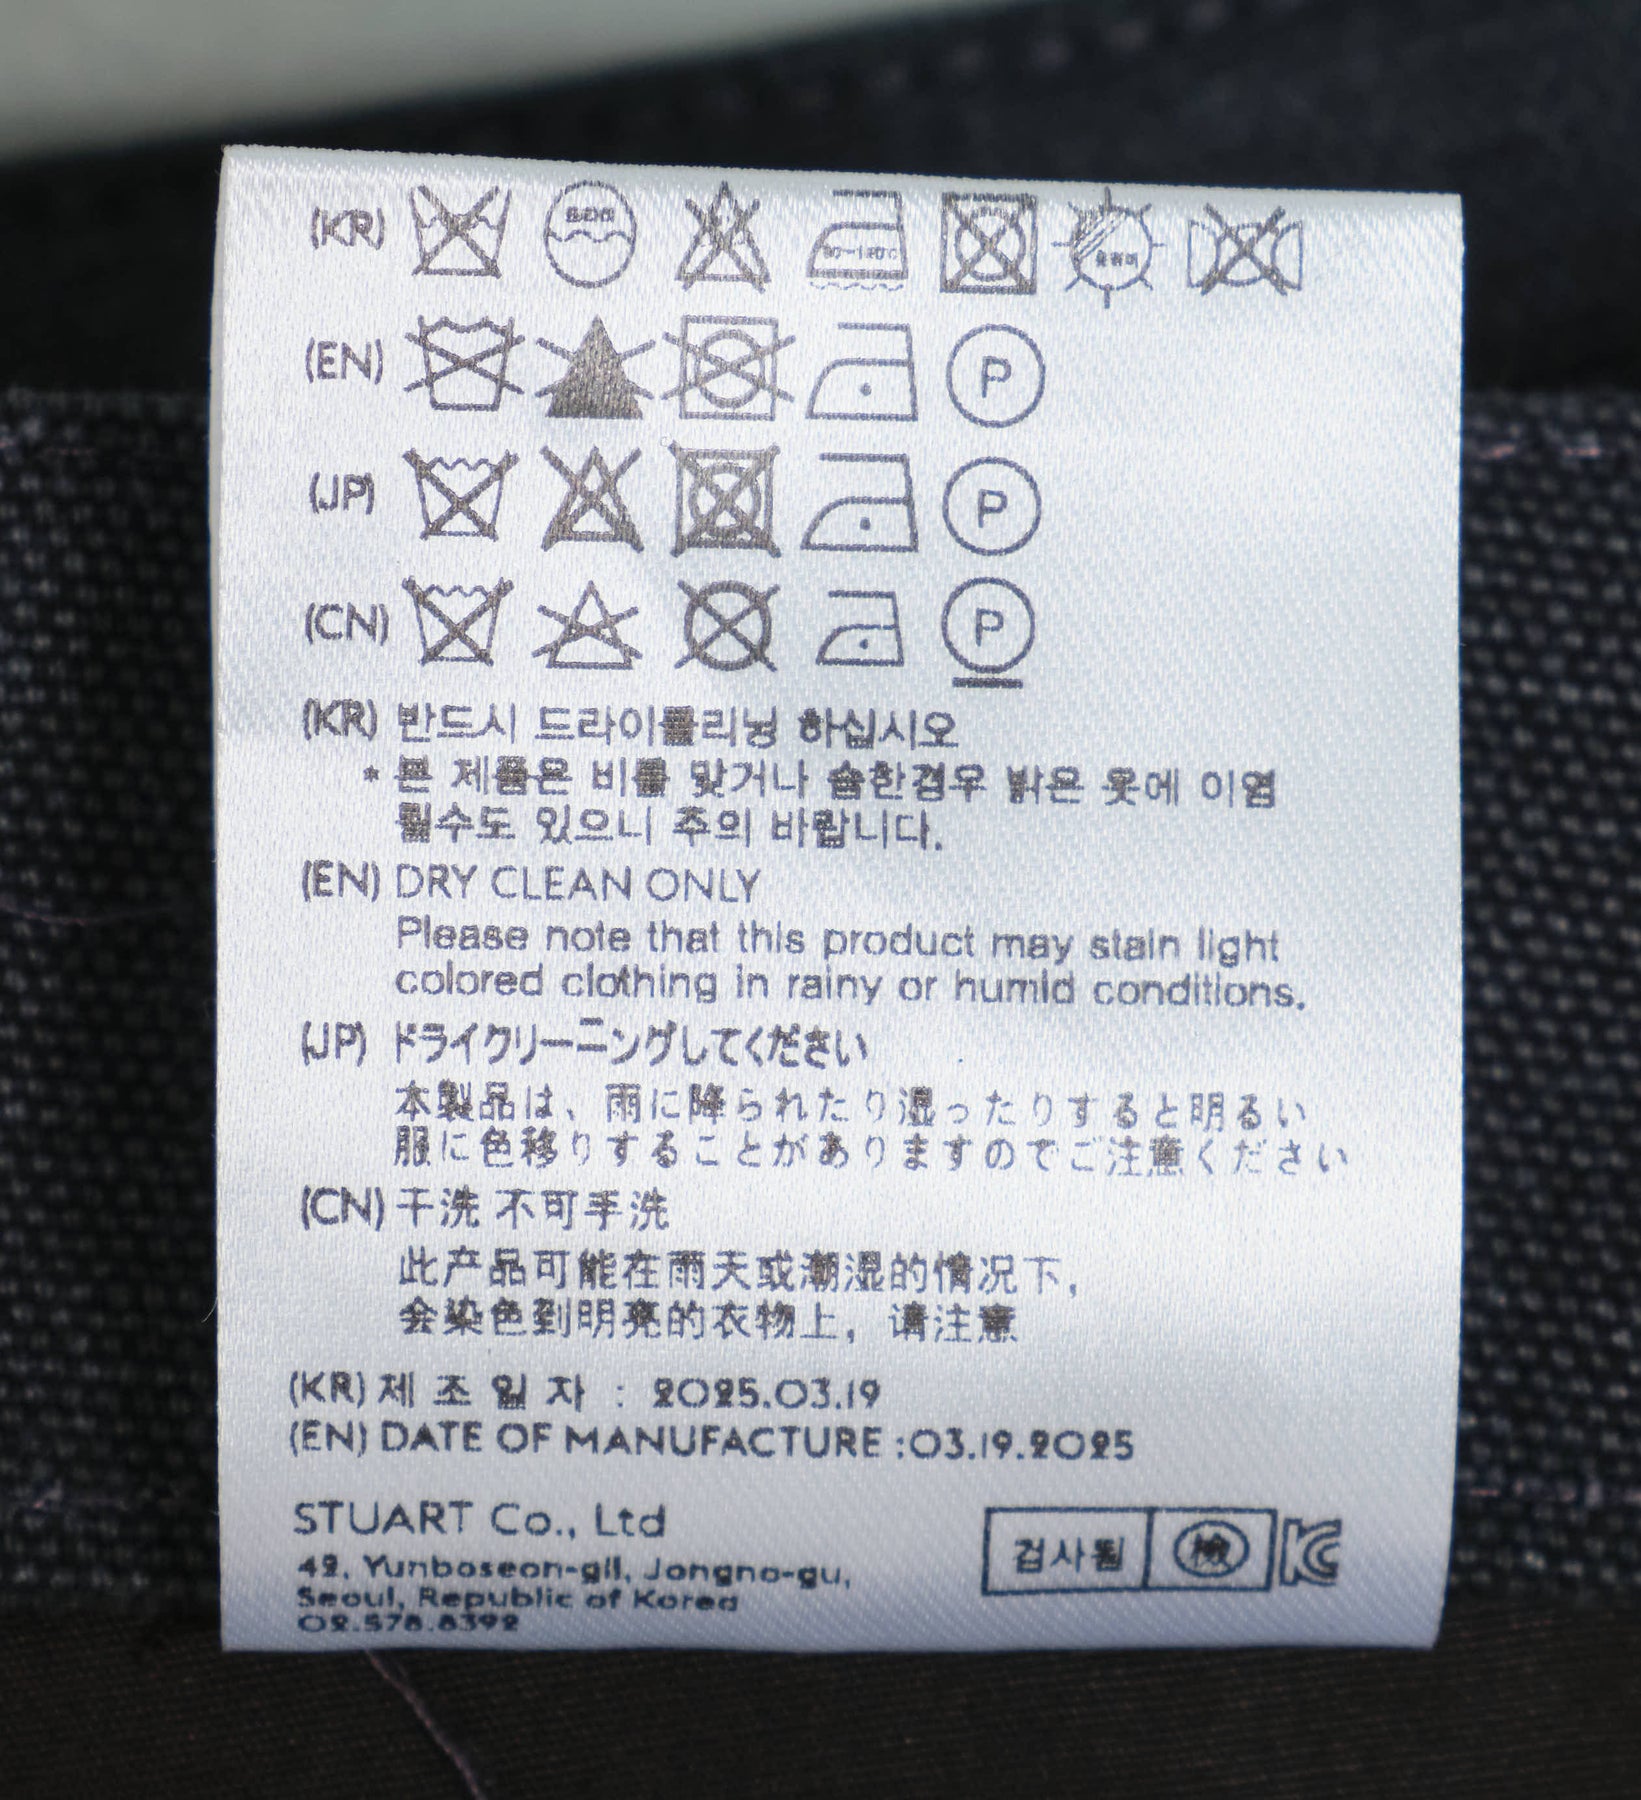 (KR) 드라이 80~120°C 옷걸이
(EN) P
(JP) P
(CN) P
(KR) 반드시 드라이클리닝 하십시오
* 본 제품은 비를 맞거나 습한경우 밝은 옷에 이염
될수도 있으니 주의 바랍니다.
(EN) DRY CLEAN ONLY
Please note that this product may stain light
colored clothing in rainy or humid conditions.
(JP) ドライクリーニングしてください
本製品は、雨に降られたり湿ったりすると明るい
服に色移りすることがありますのでご注意ください
(CN) 干洗 不可手洗
此产品可能在雨天或潮湿的情况下,
会染色到明亮的衣物上, 请注意
(KR) 제 조 일 자 : 2025.03.19
(EN) DATE OF MANUFACTURE :03.19.2025
STUART Co., Ltd
42, Yunboseon-gil, Jongno-gu,
Seoul, Republic of Korea
02.578.8392
검사필 檢 KC